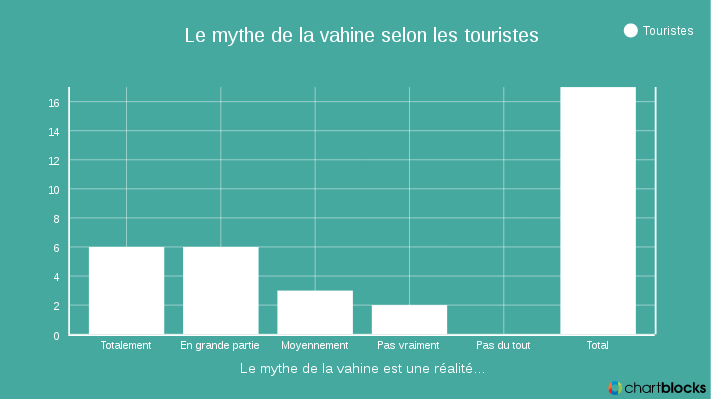 Le mythe de la vahine selon les touristes
Touristes
16
14
12
10
8
6
4
2
0
Totalement En grande partie Moyennement Pas vraiment Pas du tout Total
Le mythe de la vahine est une réalité...
chartblocks